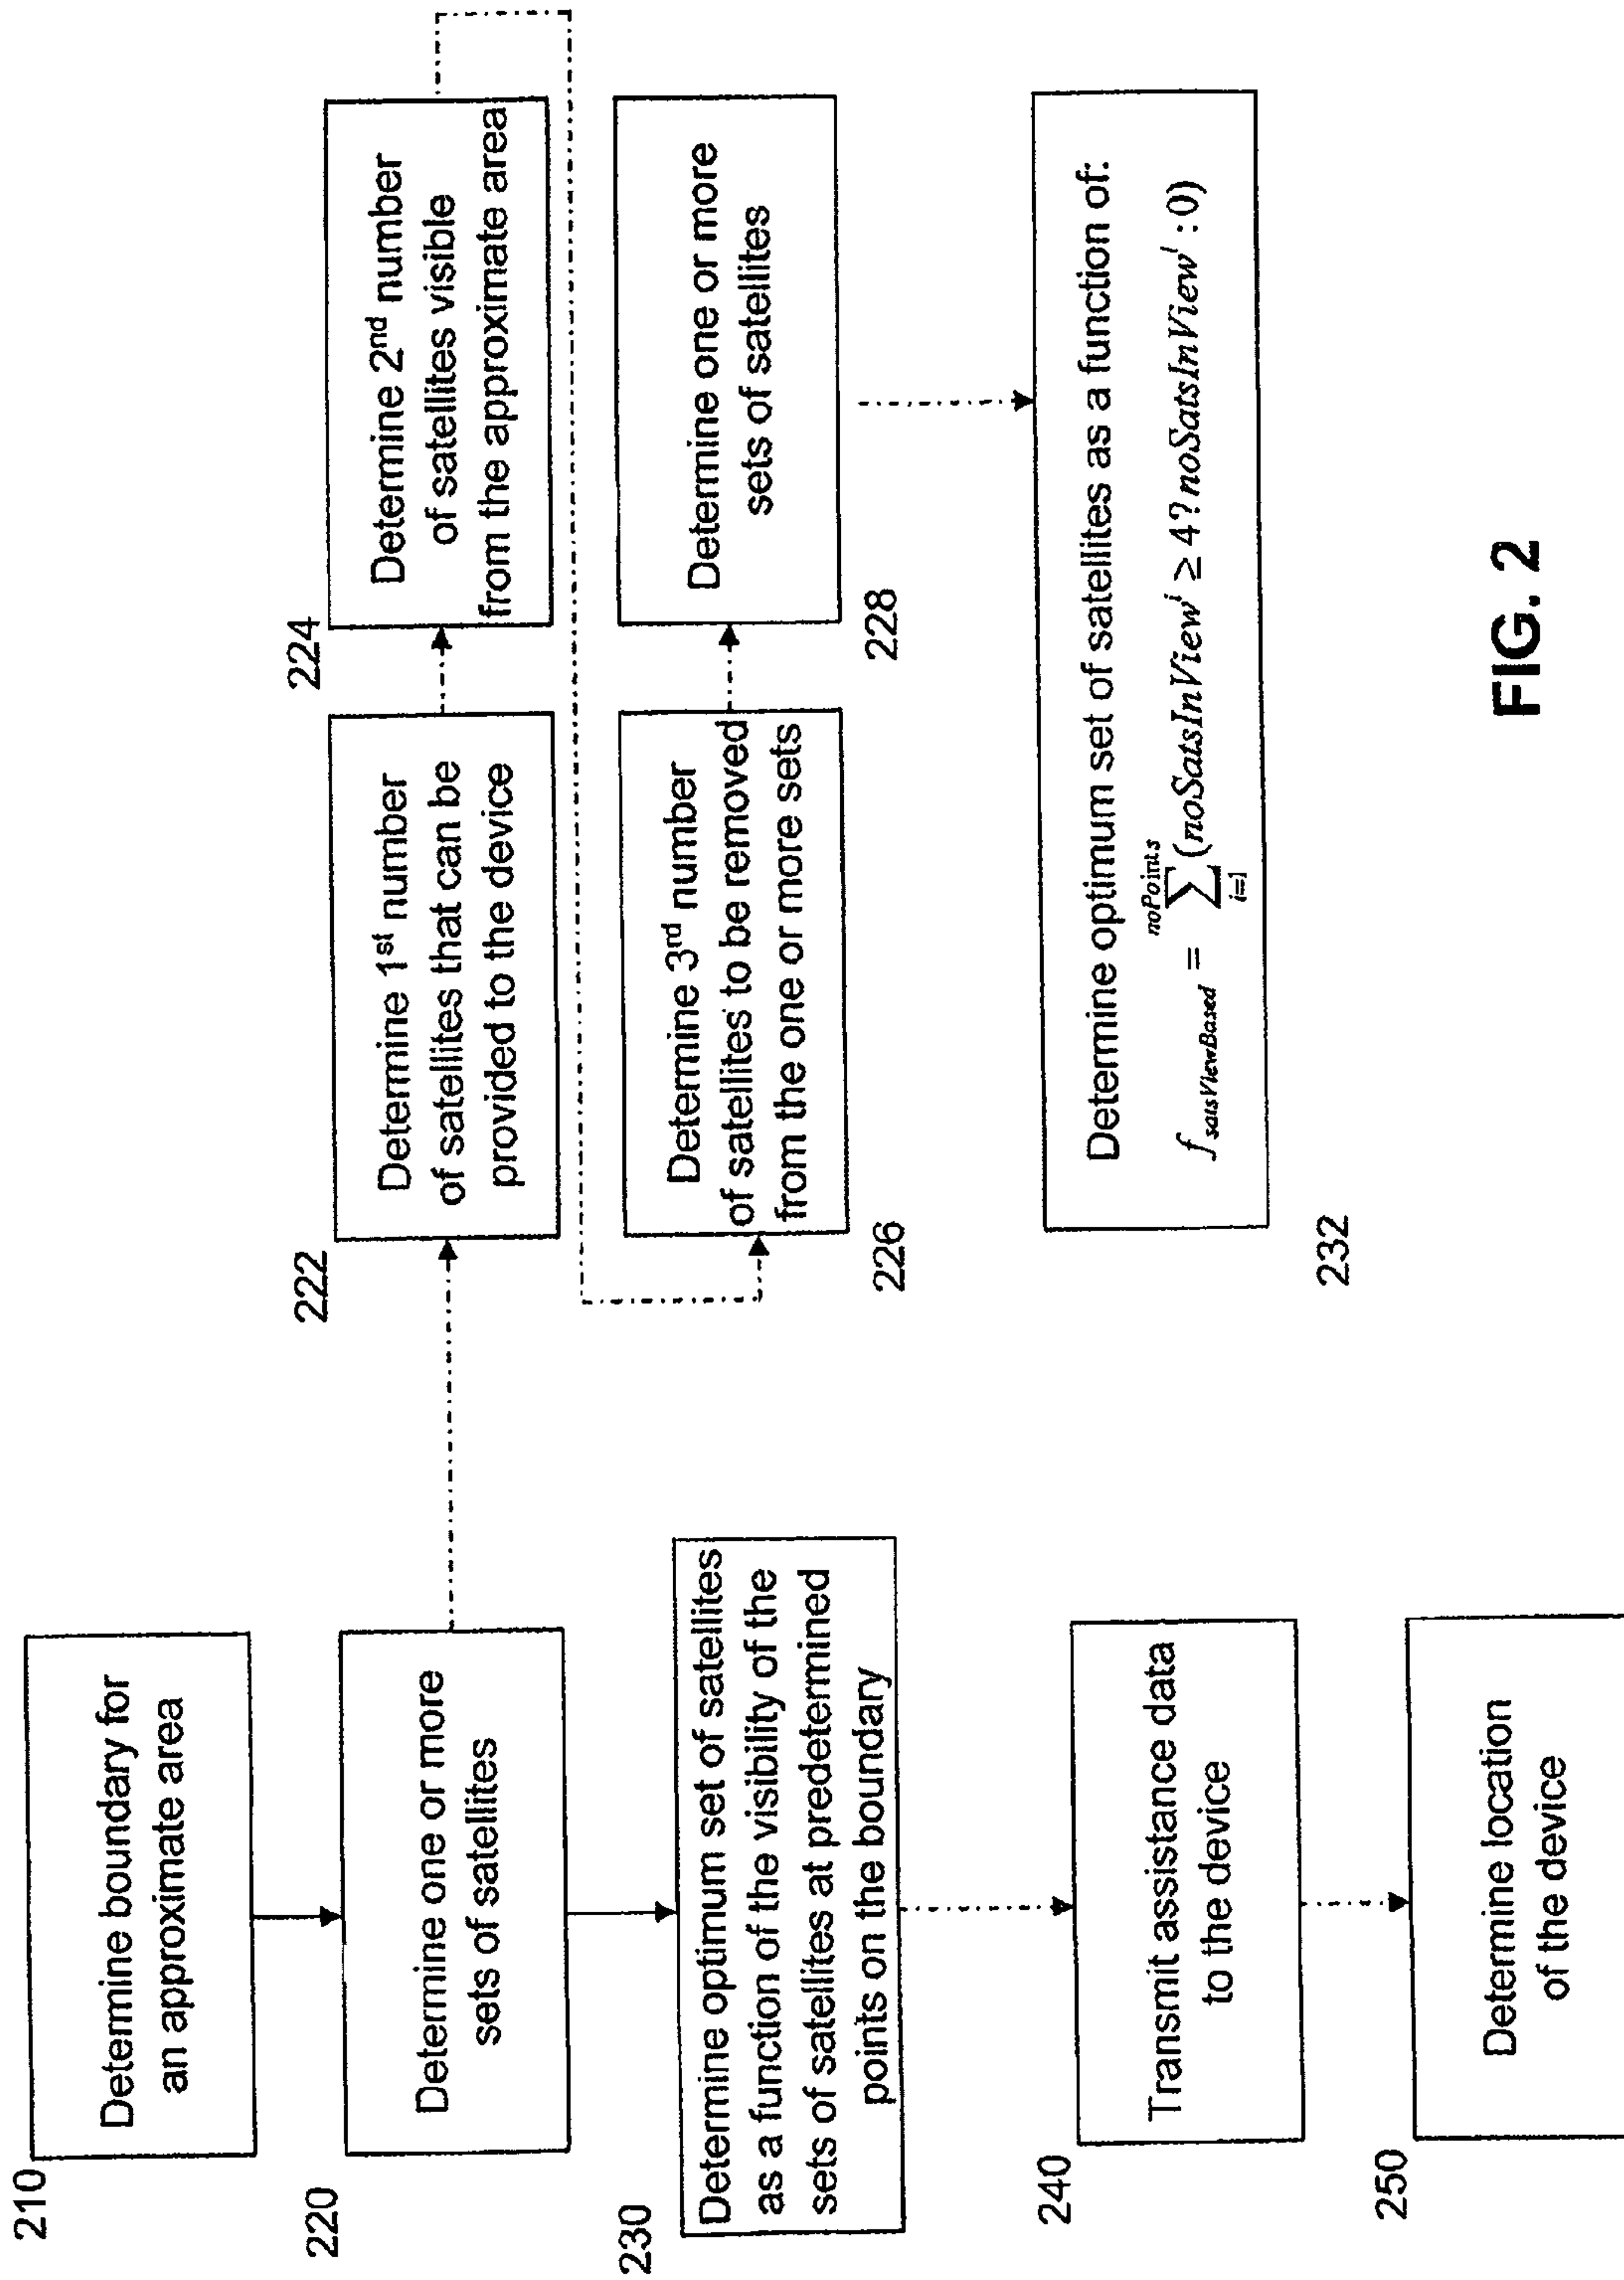 210
Determine boundary for
an approximate area
220
Determine one or more
sets of satellites
230
Determine optimum set of satellites
as a function of the visibility of the
sets of satellites at predetermined
points on the boundary
240
Transmit assistance data
to the device
250
Determine location
of the device
222
Determine 1st number
of satellites that can be
provided to the device
224
Determine 2nd number
of satellites visible
from the approximate area
226
Determine 3rd number
of satellites to be removed
from the one or more sets
228
Determine one or more
sets of satellites
232
Determine optimum set of satellites as a function of:
f satsViewBased = noPoints ∑ i=1 (noSatsInView^i ≥ 4? noSatsInView^i : 0)
FIG. 2